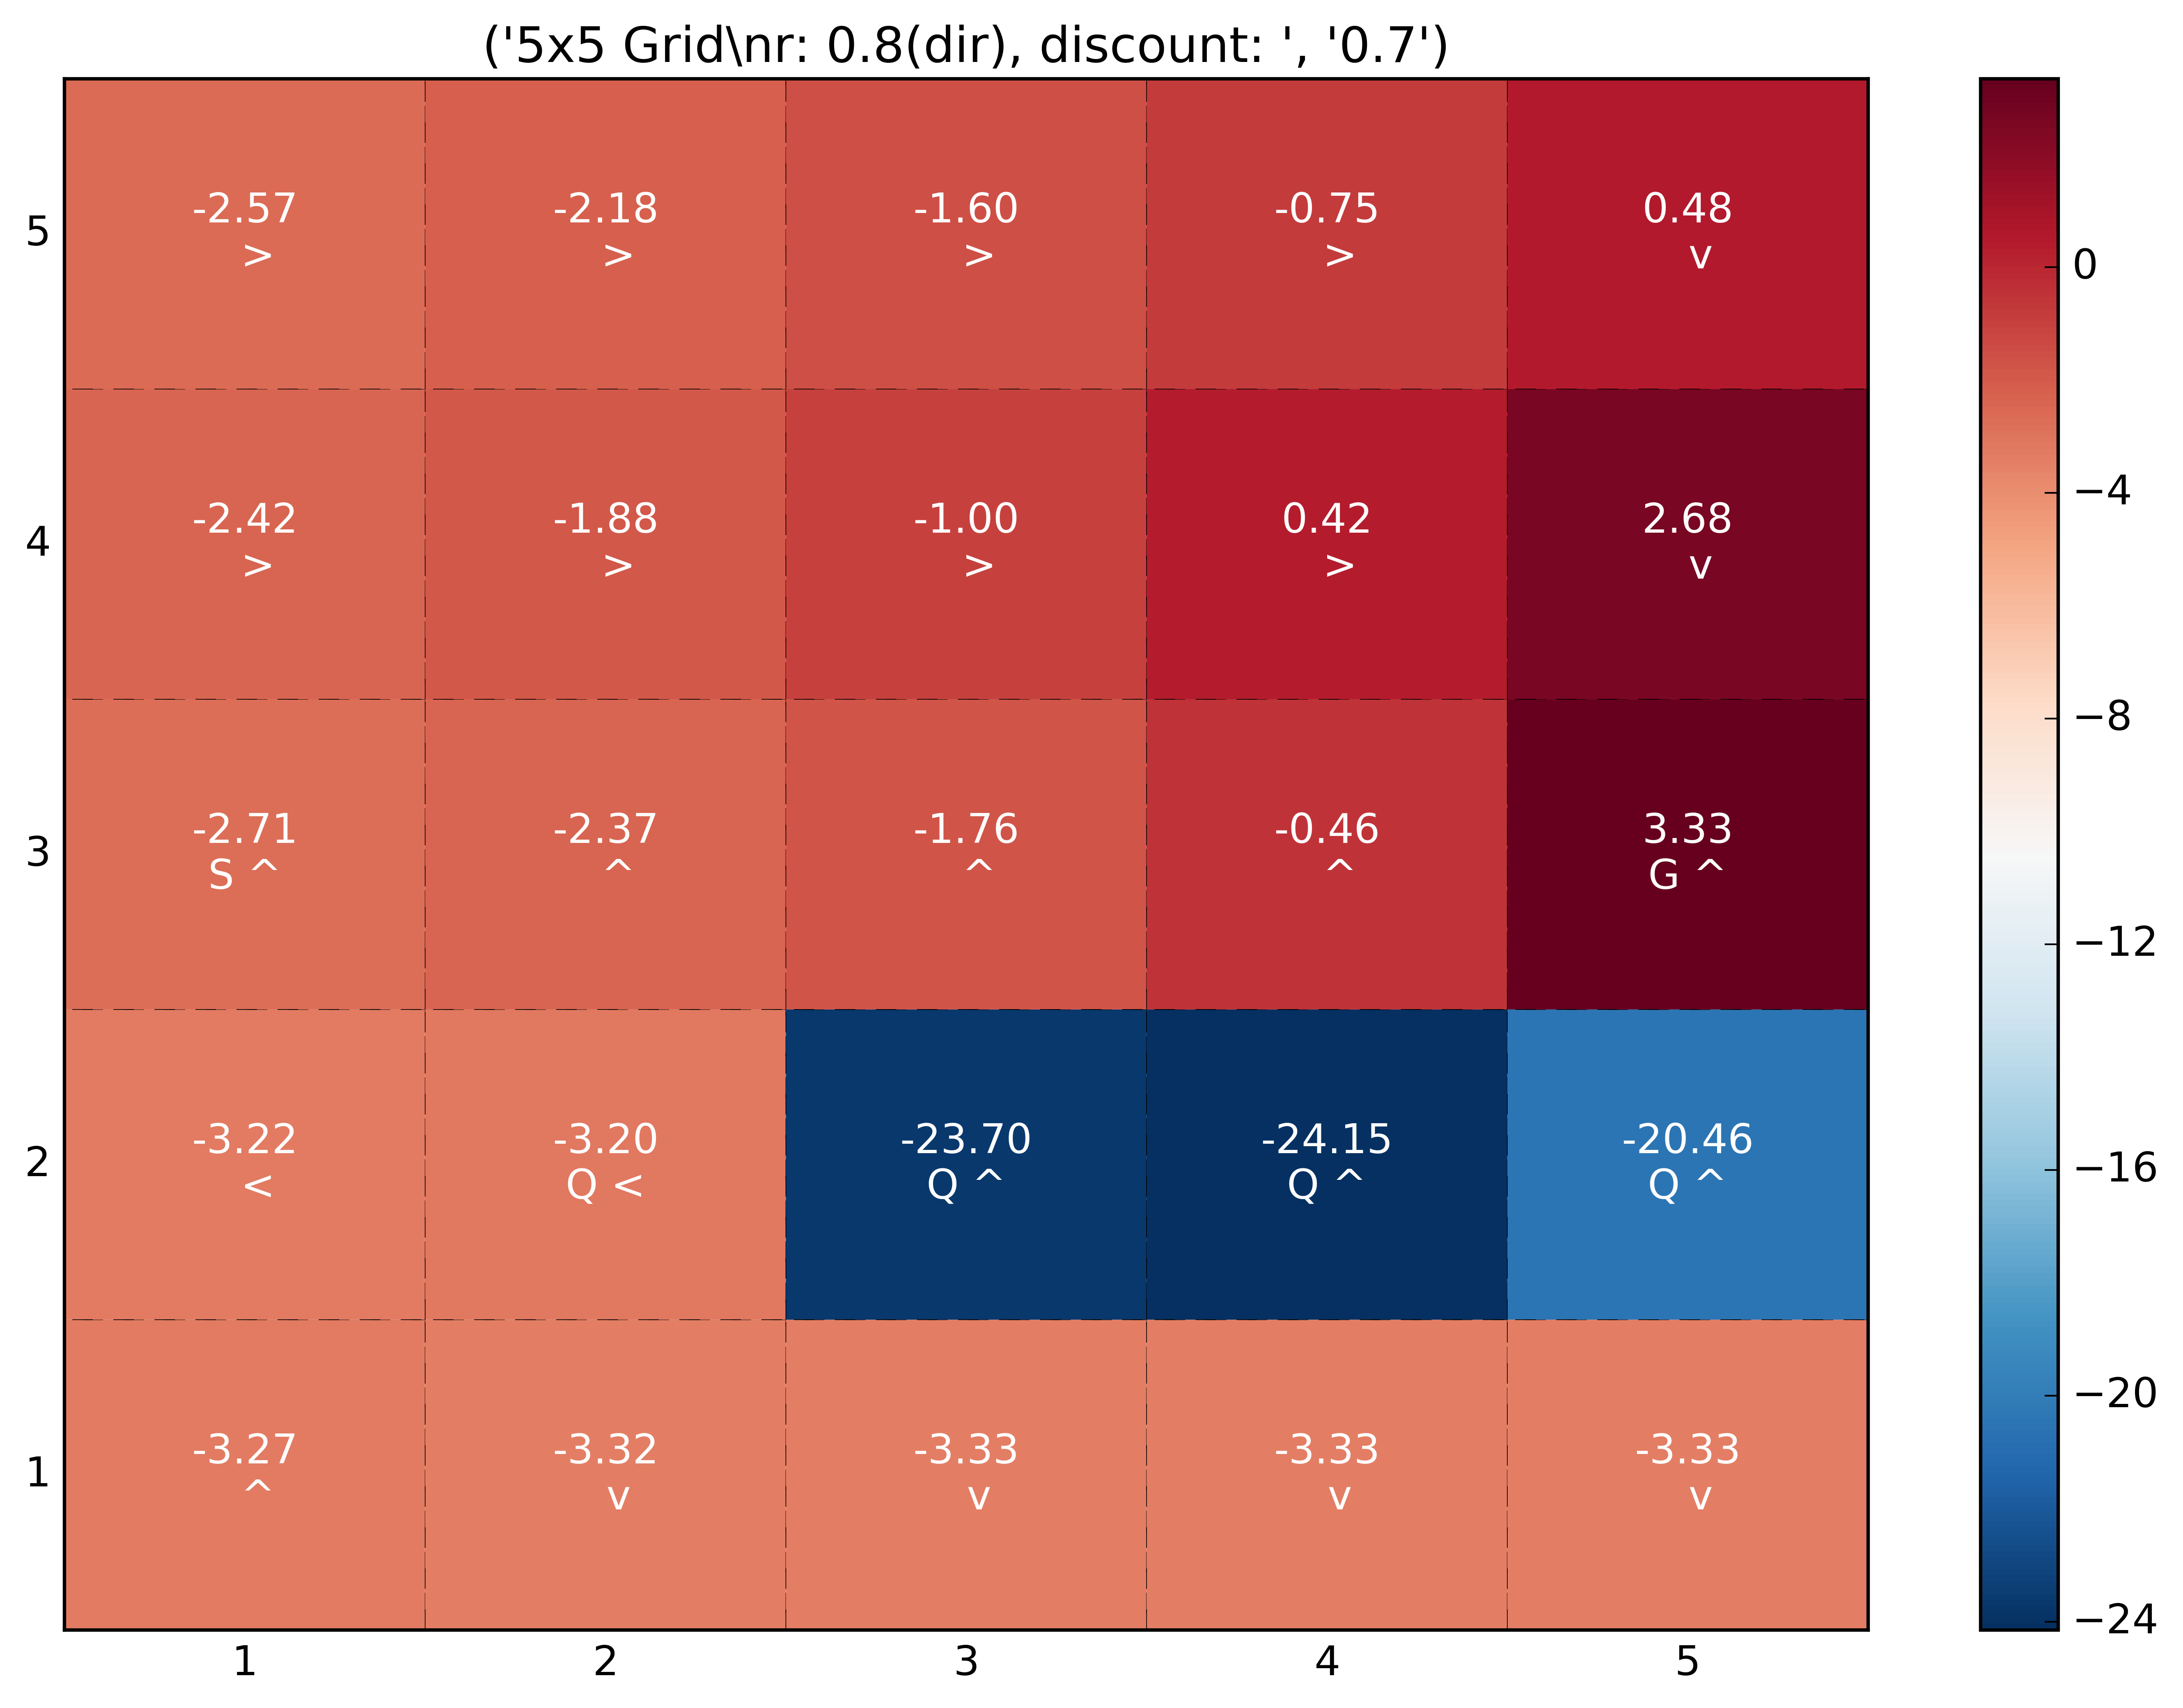 ('5x5 Grid\nr: 0.8(dir), discount: ', '0.7')
5 -2.57 -2.18 -1.60 -0.75 0.48 0
> > > > v
4 -2.42 -1.88 -1.00 0.42 2.68 −4
> > > > v
3 -2.71 -2.37 -1.76 -0.46 3.33 −8
S ^ ^ ^ ^ G ^
−12
2 -3.22 -3.20 -23.70 -24.15 -20.46 −16
< Q < Q ^ Q ^ Q ^
−20
1 -3.27 -3.32 -3.33 -3.33 -3.33
^ v v v v
−24
1 2 3 4 5